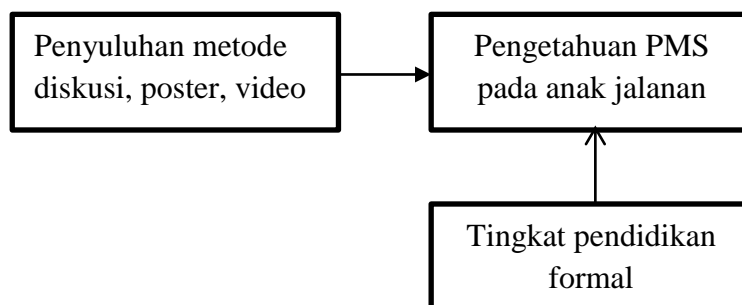 Penyuluhan metode
diskusi, poster, video
Pengetahuan PMS
pada anak jalanan
Tingkat pendidikan
formal